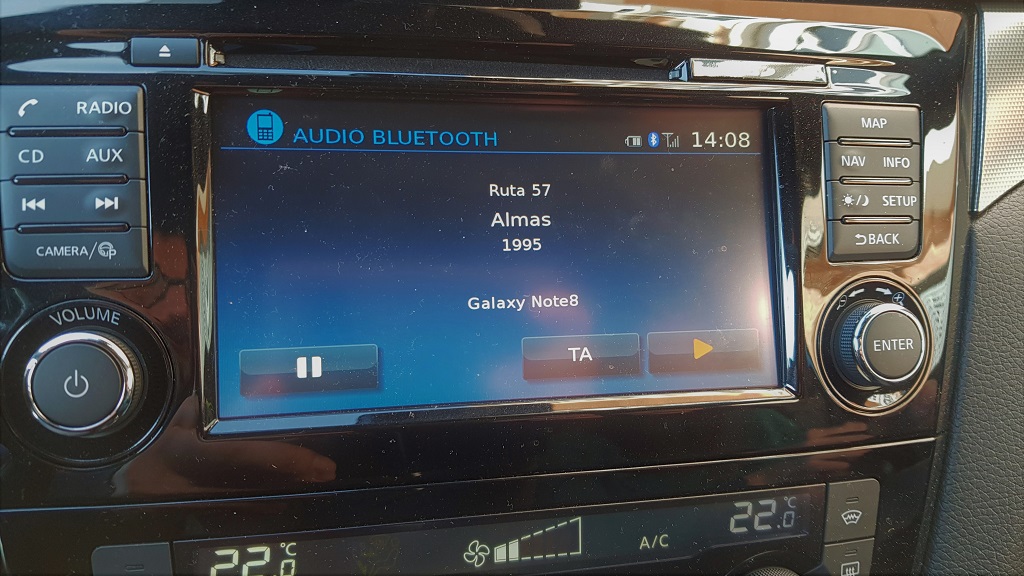 RADIO
CD AUX
CAMERA/
VOLUME
AUDIO BLUETOOTH
14:08
Ruta 57
Almas
1995
Galaxy Note8
TA
MAP
NAV INFO
SETUP
BACK
ENTER
22.0°C
A/C
22.0°C